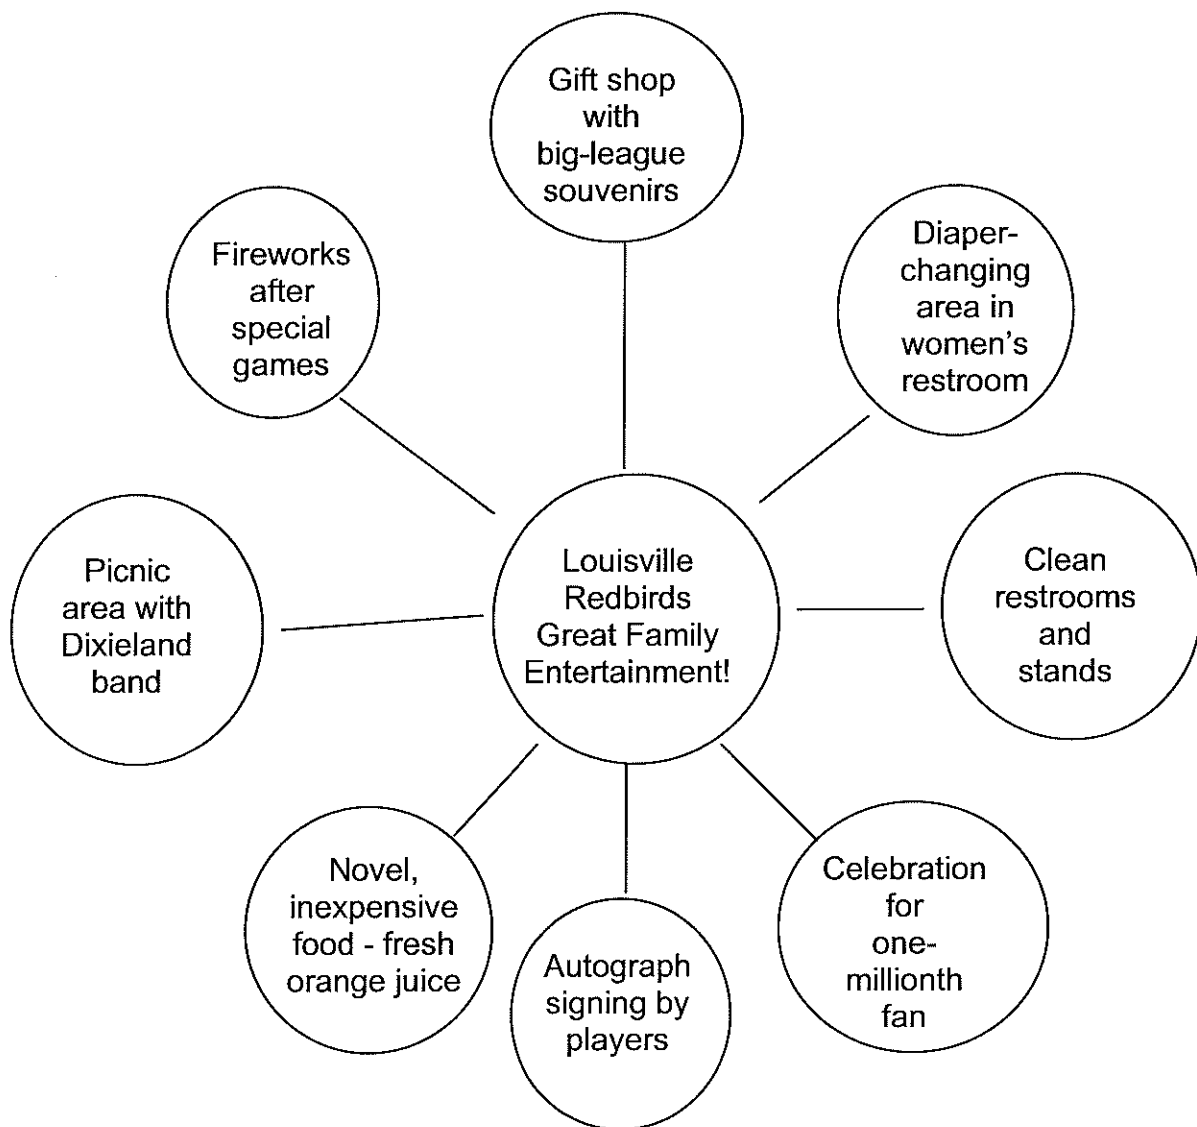 Gift shop
with
big-league
souvenirs
Fireworks
after
special
games
Diaper-
changing
area in
women's
restroom
Picnic
area with
Dixieland
band
Louisville
Redbirds
Great Family
Entertainment!
Clean
restrooms
and
stands
Novel,
inexpensive
food - fresh
orange juice
Autograph
signing by
players
Celebration
for
one-
millionth
fan